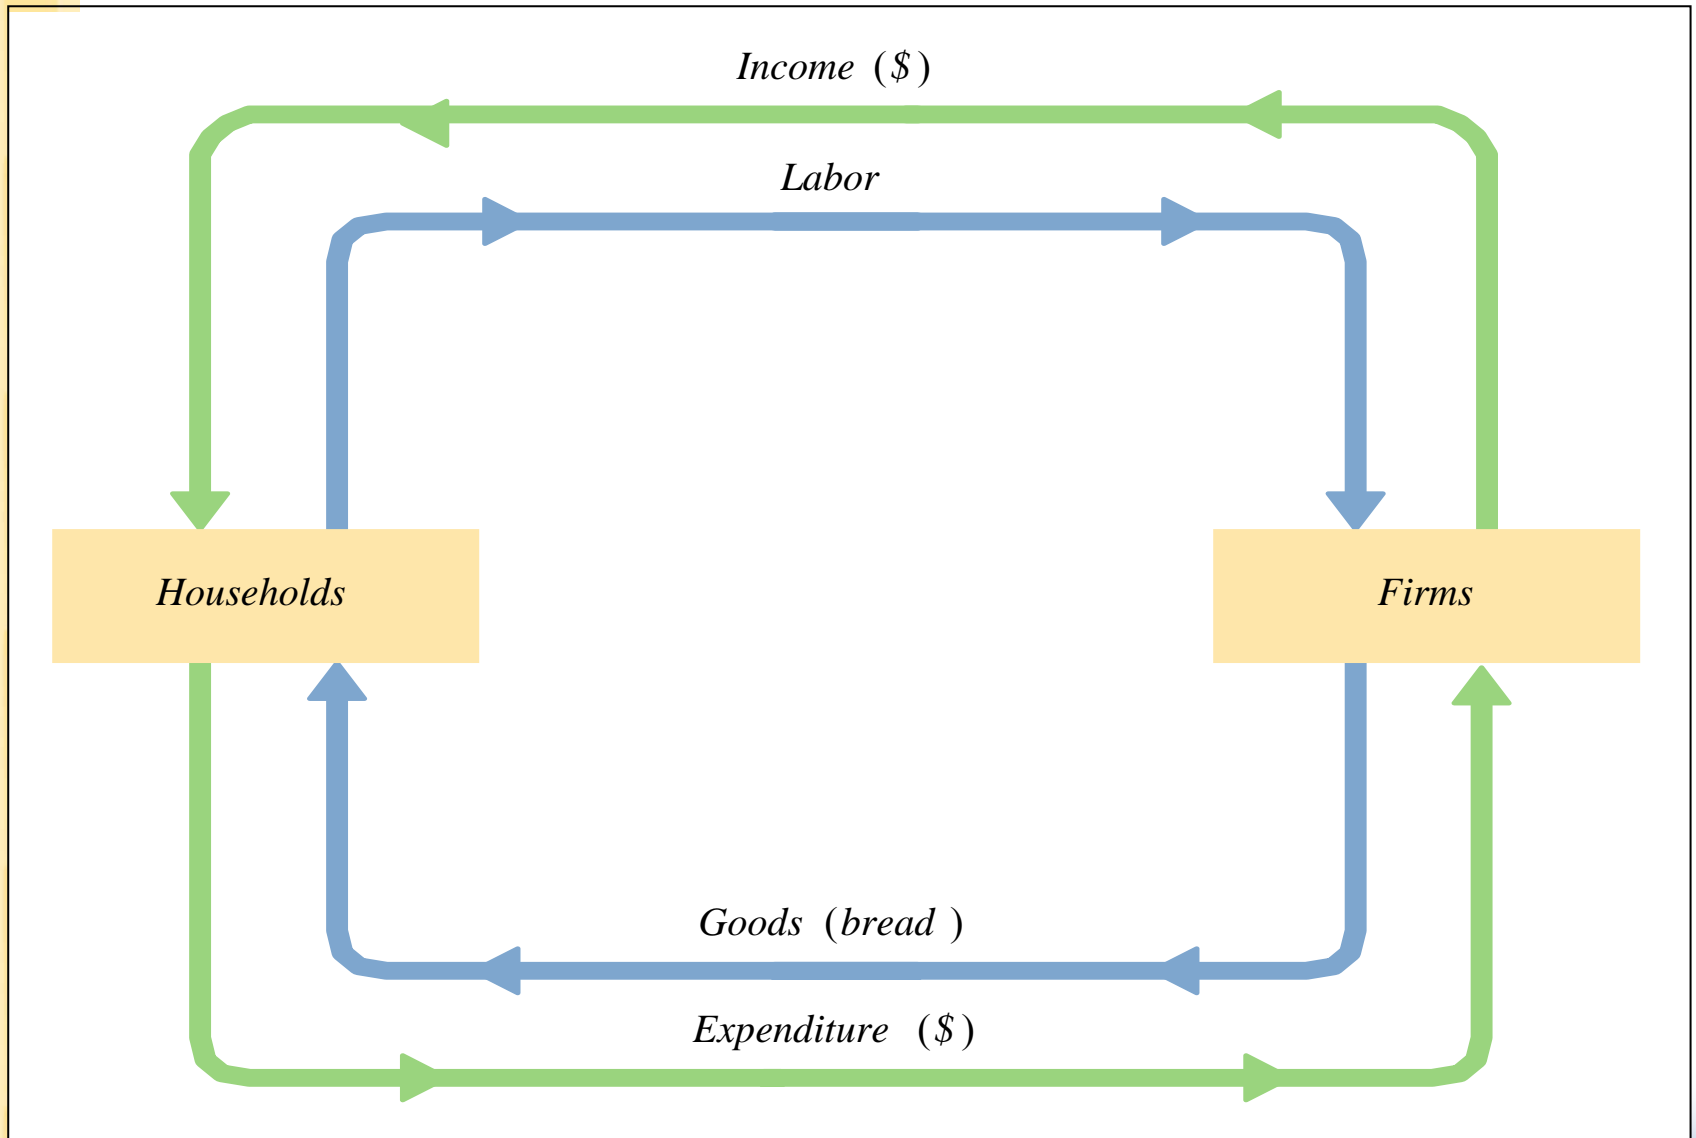 Income ($)
Labor
Households
Firms
Goods (bread )
Expenditure ($)